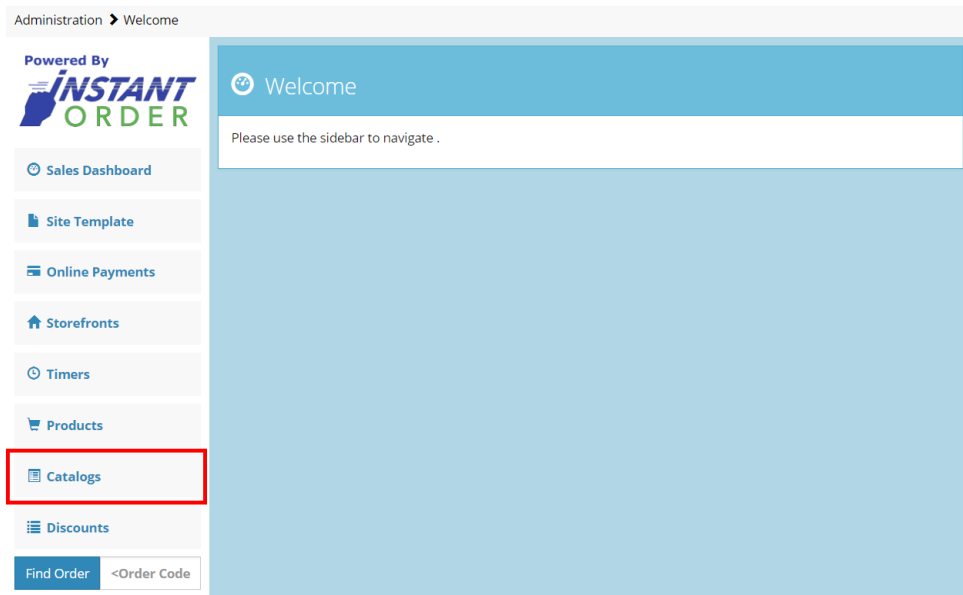 Administration > Welcome
Powered By
INSTANT
ORDER
Welcome
Please use the sidebar to navigate .
Sales Dashboard
Site Template
Online Payments
Storefronts
Timers
Products
Catalogs
Discounts
Find Order
<Order Code